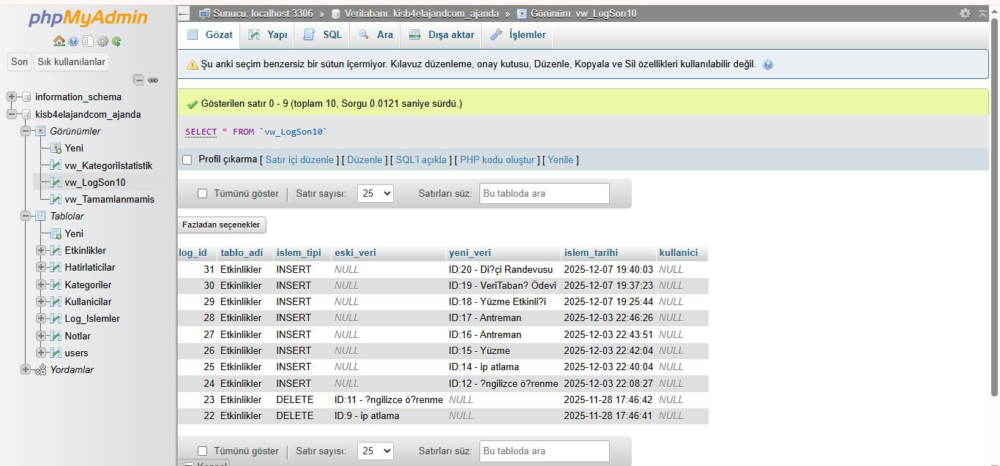 phpMyAdmin
Son Sık kullanılanlar
information_schema
kisb4elajandcom_ajanda
Görünümler
Yeni
vw_KategoriIstatistik
vw_LogSon10
vw_Tamamlanmamis
Tablolar
Yeni
Etkinlikler
Hatirlaticilar
Kategoriler
Kullanicilar
Log_Islemler
Notlar
users
Yordamlar
Sunucu: localhost:3306 » Veritabanı: kisb4elajandcom_ajanda » Görünüm: vw_LogSon10
Gözat Yapı SQL Ara Dışa aktar İşlemler
Şu anki seçim benzersiz bir sütun içermiyor. Kılavuz düzenleme, onay kutusu, Düzenle, Kopyala ve Sil özellikleri kullanılabilir değil.
Gösterilen satır 0 - 9 (toplam 10, Sorgu 0.0121 saniye sürdü.)
SELECT * FROM `vw_LogSon10`
Profil çıkarma [ Satır içi düzenle ] [ Düzenle ] [ SQL'i açıkla ] [ PHP kodu oluştur ] [ Yenile ]
Tümünü göster Satır sayısı: 25 Satırları süz: Bu tabloda ara
Fazladan seçenekler
log_id tablo_adi islem_tipi eski_veri yeni_veri islem_tarihi kullanici
31 Etkinlikler INSERT NULL ID:20 - Di?çi Randevusu 2025-12-07 19:40:03 NULL
30 Etkinlikler INSERT NULL ID:19 - VeriTaban? Ödevi 2025-12-07 19:37:23 NULL
29 Etkinlikler INSERT NULL ID:18 - Yüzme Etkinli?i 2025-12-07 19:25:44 NULL
28 Etkinlikler INSERT NULL ID:17 - Antreman 2025-12-03 22:46:26 NULL
27 Etkinlikler INSERT NULL ID:16 - Antreman 2025-12-03 22:43:51 NULL
26 Etkinlikler INSERT NULL ID:15 - Yüzme 2025-12-03 22:42:04 NULL
25 Etkinlikler INSERT NULL ID:14 - ip atlama 2025-12-03 22:40:04 NULL
24 Etkinlikler INSERT NULL ID:12 - ?ngilizce ö?renme 2025-12-03 22:08:27 NULL
23 Etkinlikler DELETE ID:11 - ?ngilizce ö?renme NULL 2025-11-28 17:46:42 NULL
22 Etkinlikler DELETE ID:9 - ip atlama NULL 2025-11-28 17:46:41 NULL
Tümünü göster Satır sayısı: 25 Satırları süz: Bu tabloda ara